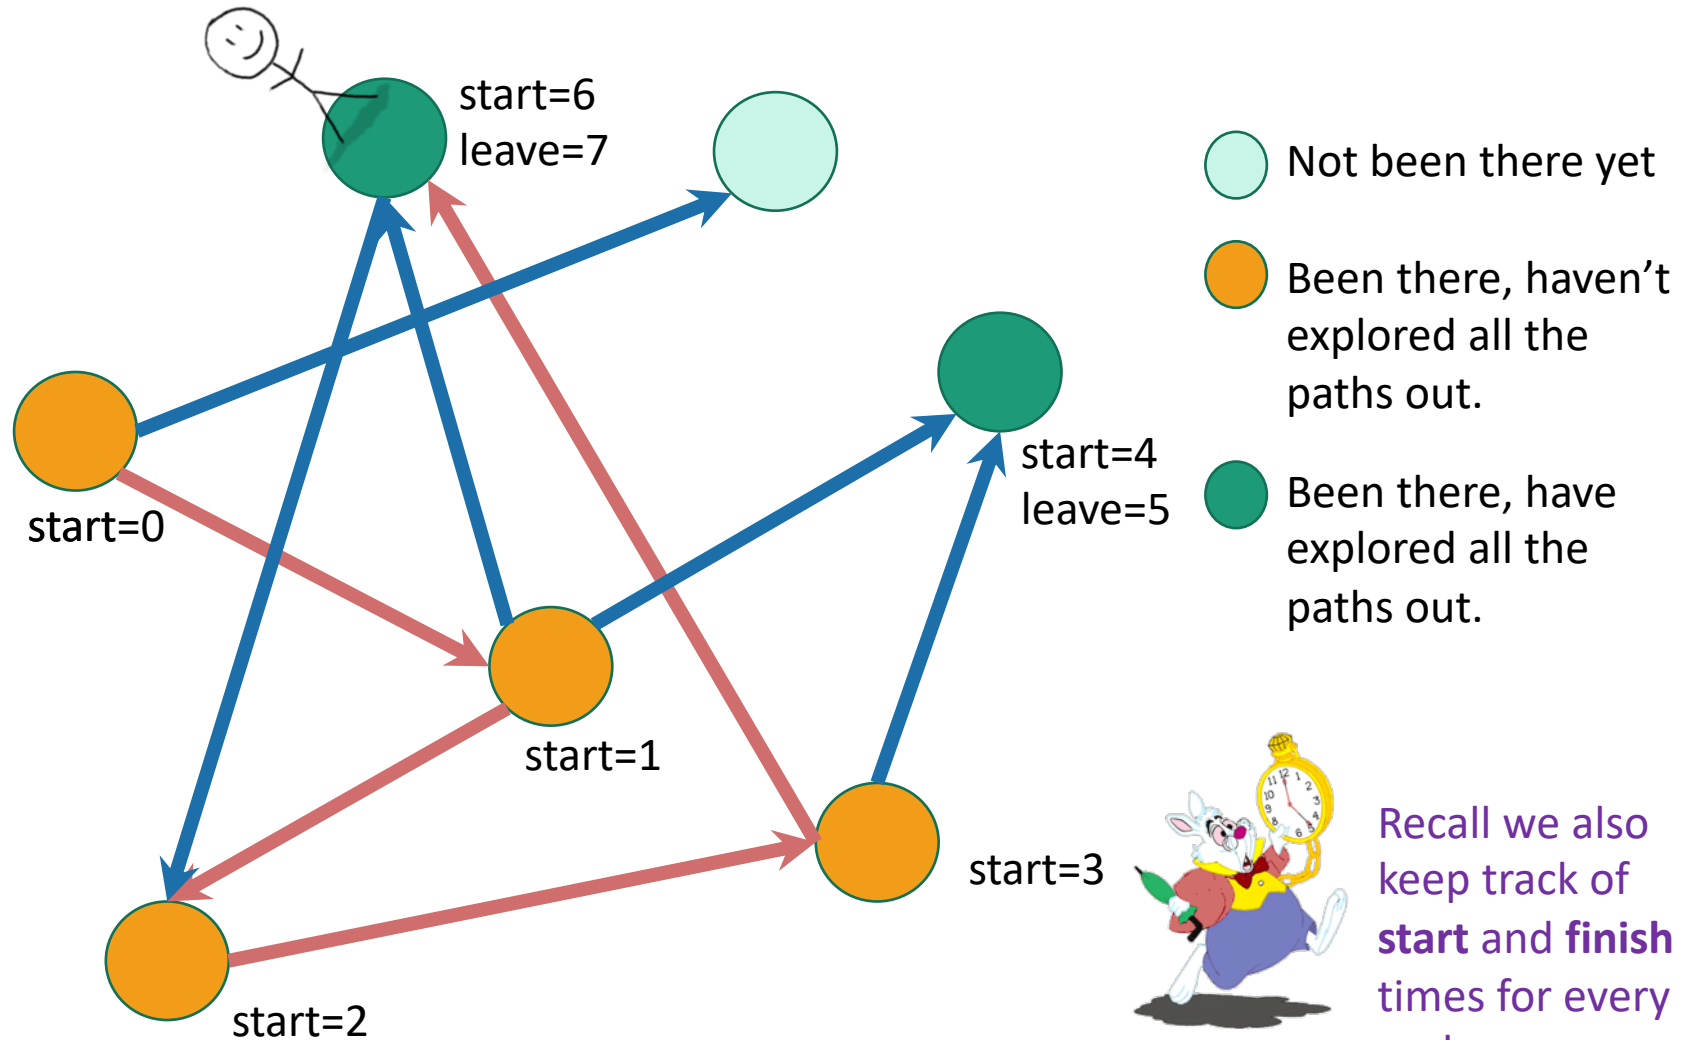 start=6
leave=7
Not been there yet
Been there, haven't
explored all the
paths out.
start=4
leave=5
Been there, have
explored all the
paths out.
start=0
start=1
start=3
start=2
Recall we also
keep track of
start and finish
times for every